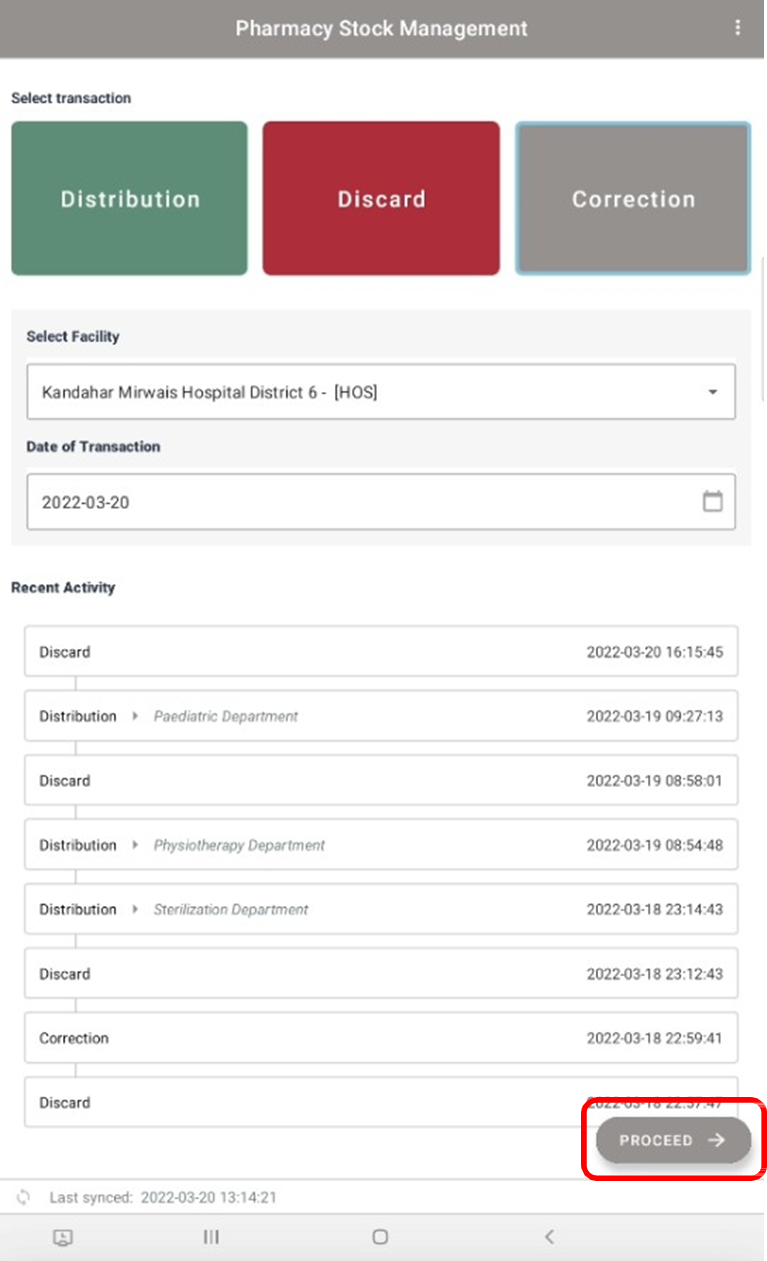 Pharmacy Stock Management
Select transaction
Distribution Discard Correction
Select Facility
Kandahar Mirwais Hospital District 6 - [HOS]
Date of Transaction
2022-03-20
Recent Activity
Discard 2022-03-20 16:15:45
Distribution Paediatric Department 2022-03-19 09:27:13
Discard 2022-03-19 08:58:01
Distribution Physiotherapy Department 2022-03-19 08:54:48
Distribution Sterilization Department 2022-03-18 23:14:43
Discard 2022-03-18 23:12:43
Correction 2022-03-18 22:59:41
Discard 2022-03-18 22:57:47
PROCEED
Last synced: 2022-03-20 13:14:21